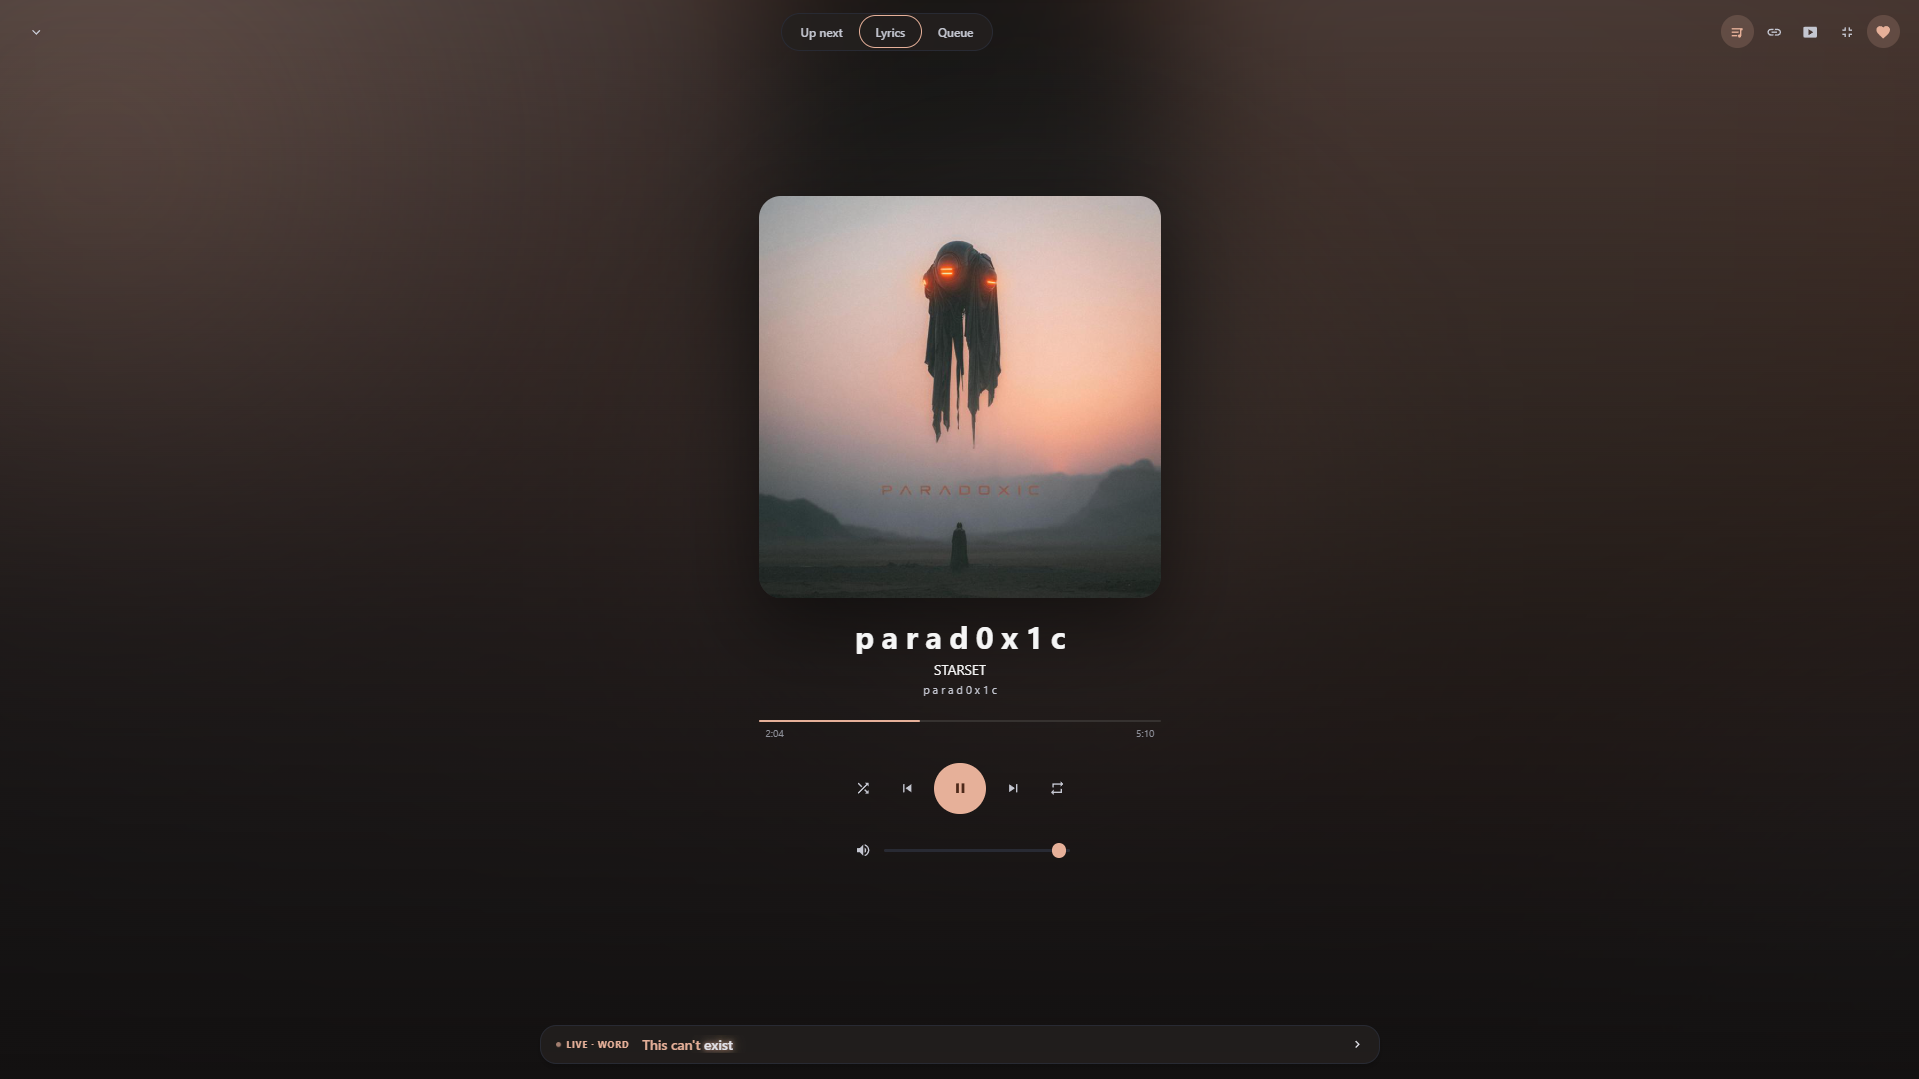 Up next
Lyrics
Queue
PARADOXIC
parad0x1c
STARSET
parad0x1c
2:04
5:10
LIVE · WORD This can't exist